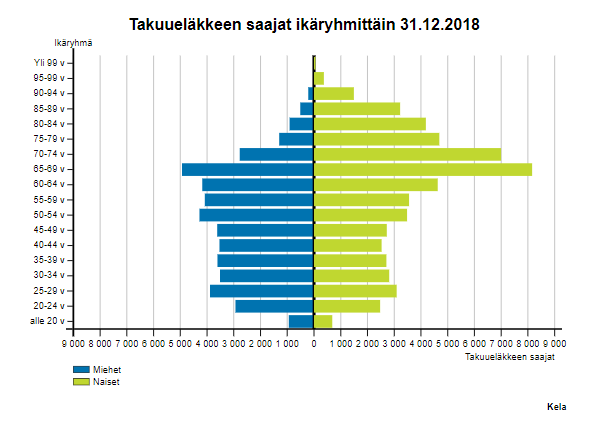 Takuueläkkeen saajat ikäryhmittäin 31.12.2018
Ikäryhmä
Yli 99 v
95-99 v
90-94 v
85-89 v
80-84 v
75-79 v
70-74 v
65-69 v
60-64 v
55-59 v
50-54 v
45-49 v
40-44 v
35-39 v
30-34 v
25-29 v
20-24 v
alle 20 v
9 000 8 000 7 000 6 000 5 000 4 000 3 000 2 000 1 000 0 1 000 2 000 3 000 4 000 5 000 6 000 7 000 8 000 9 000
Takuueläkkeen saajat
Miehet
Naiset
Kela